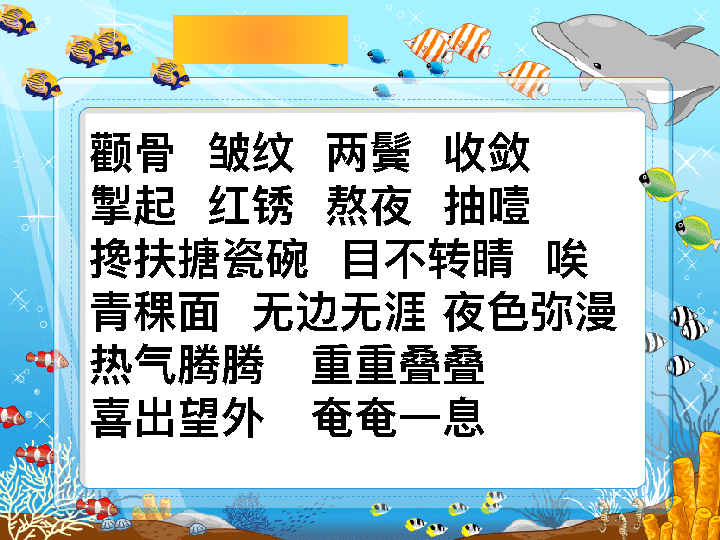 颧骨 皱纹 两鬓 收敛
掣起 红锈 熬夜 抽噎
搀扶搪瓷碗 目不转睛 唉
青稞面 无边无涯 夜色弥漫
热气腾腾 重重叠叠
喜出望外 奄奄一息